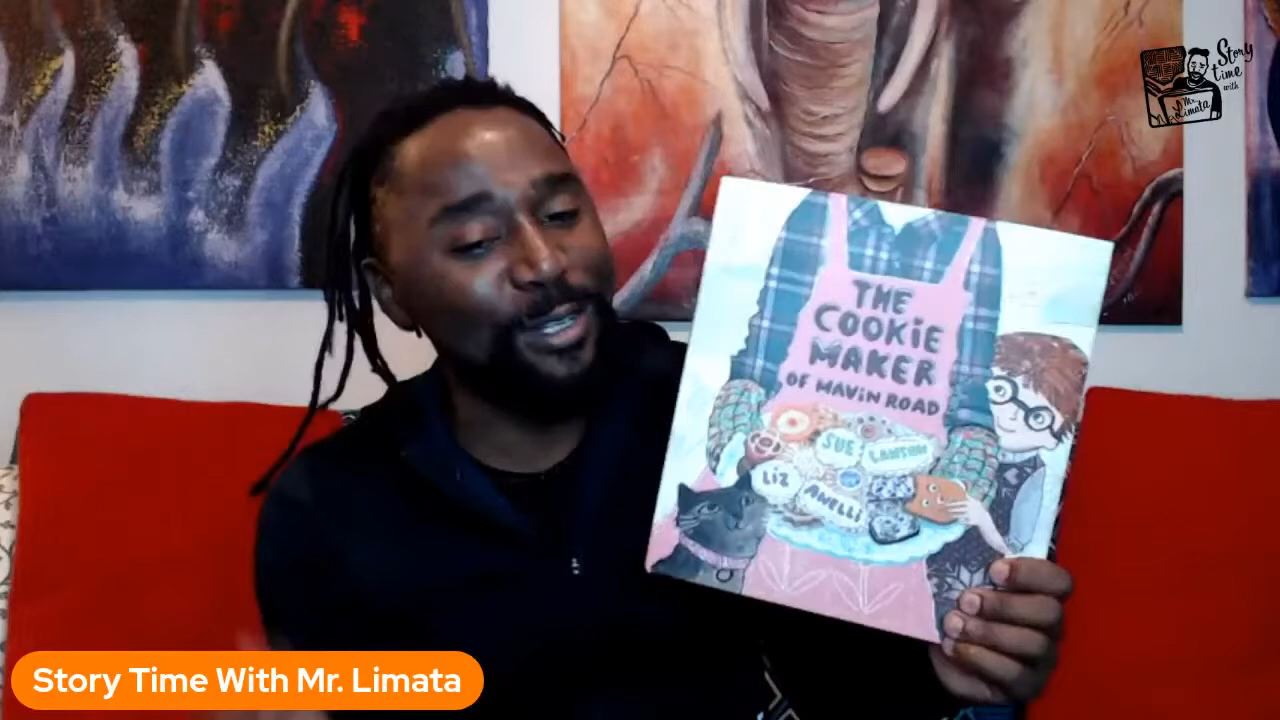 Story
time
with
Mr.
Limata
THE
COOKIE
MAKER
OF MAVIN ROAD
SUE LAWSON
LIZ ANELLI
Story Time With Mr. Limata